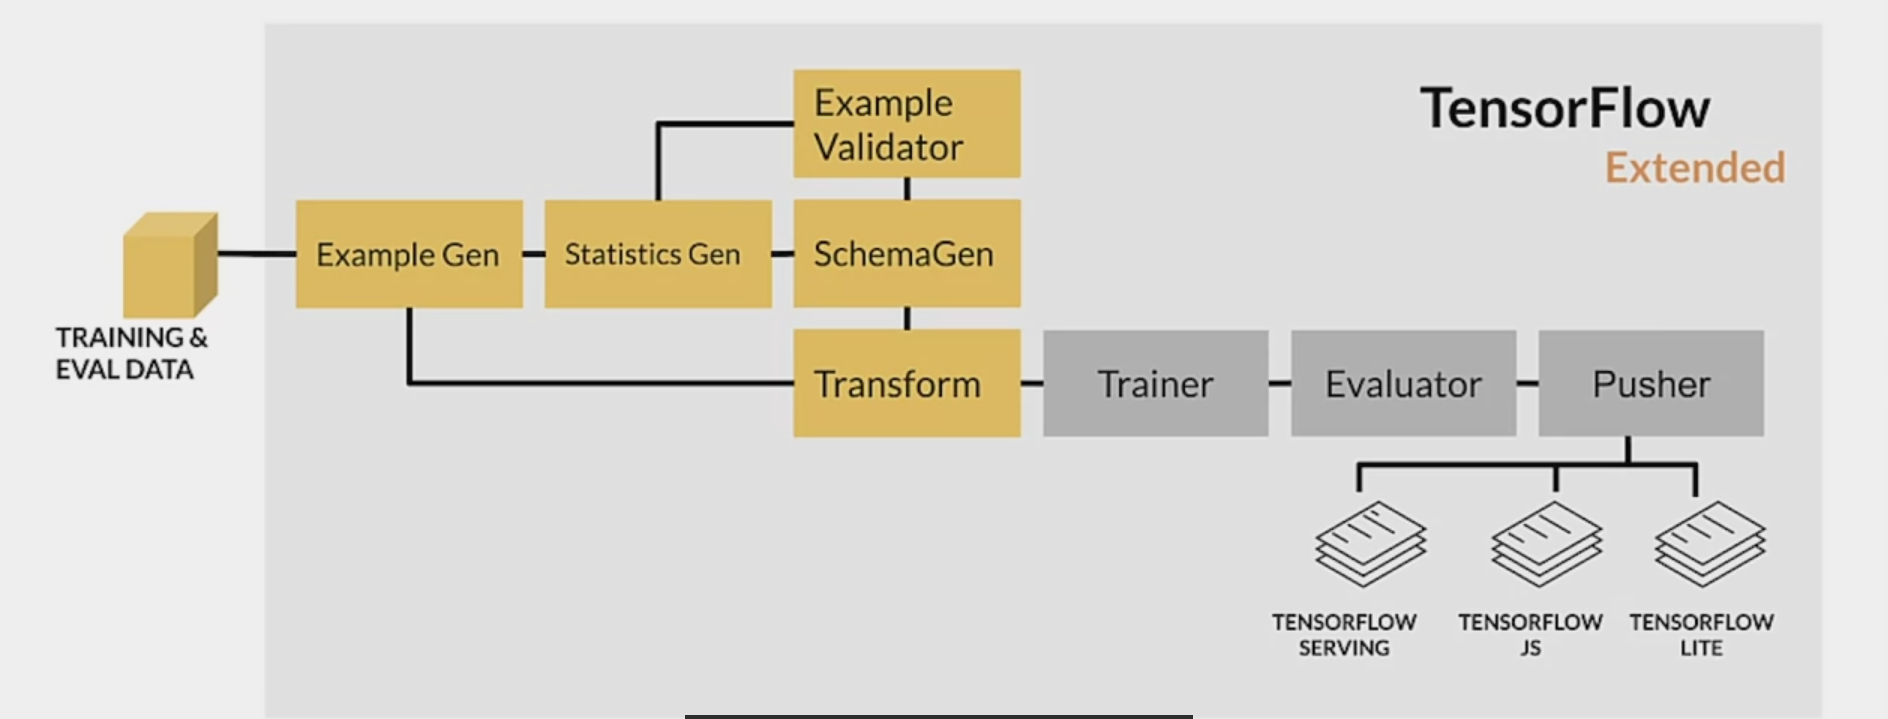 TensorFlow
Extended
Example
Validator
Example Gen
Statistics Gen
SchemaGen
TRAINING &
EVAL DATA
Transform
Trainer
Evaluator
Pusher
TENSORFLOW
SERVING
TENSORFLOW
JS
TENSORFLOW
LITE